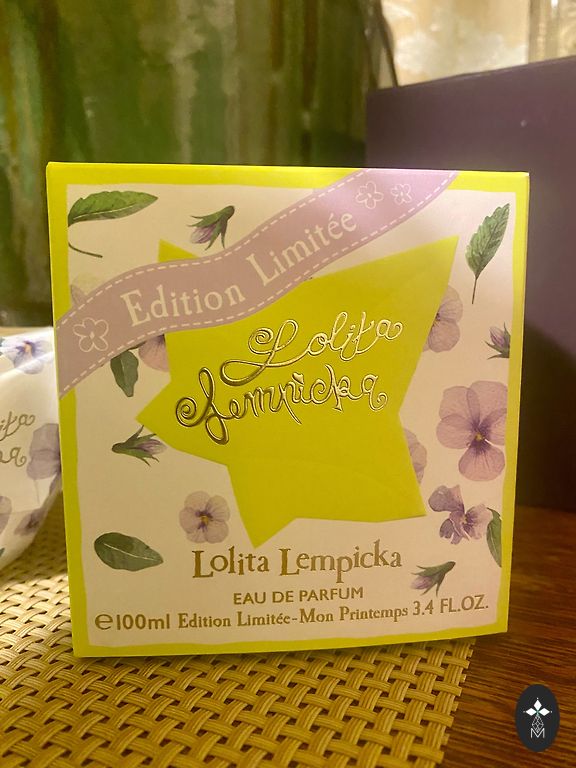 Edition Limitée
Lolita
Lempicka
Lolita Lempicka
EAU DE PARFUM
℮100ml Edition Limitée-Mon Printemps 3.4 FL.OZ.
M